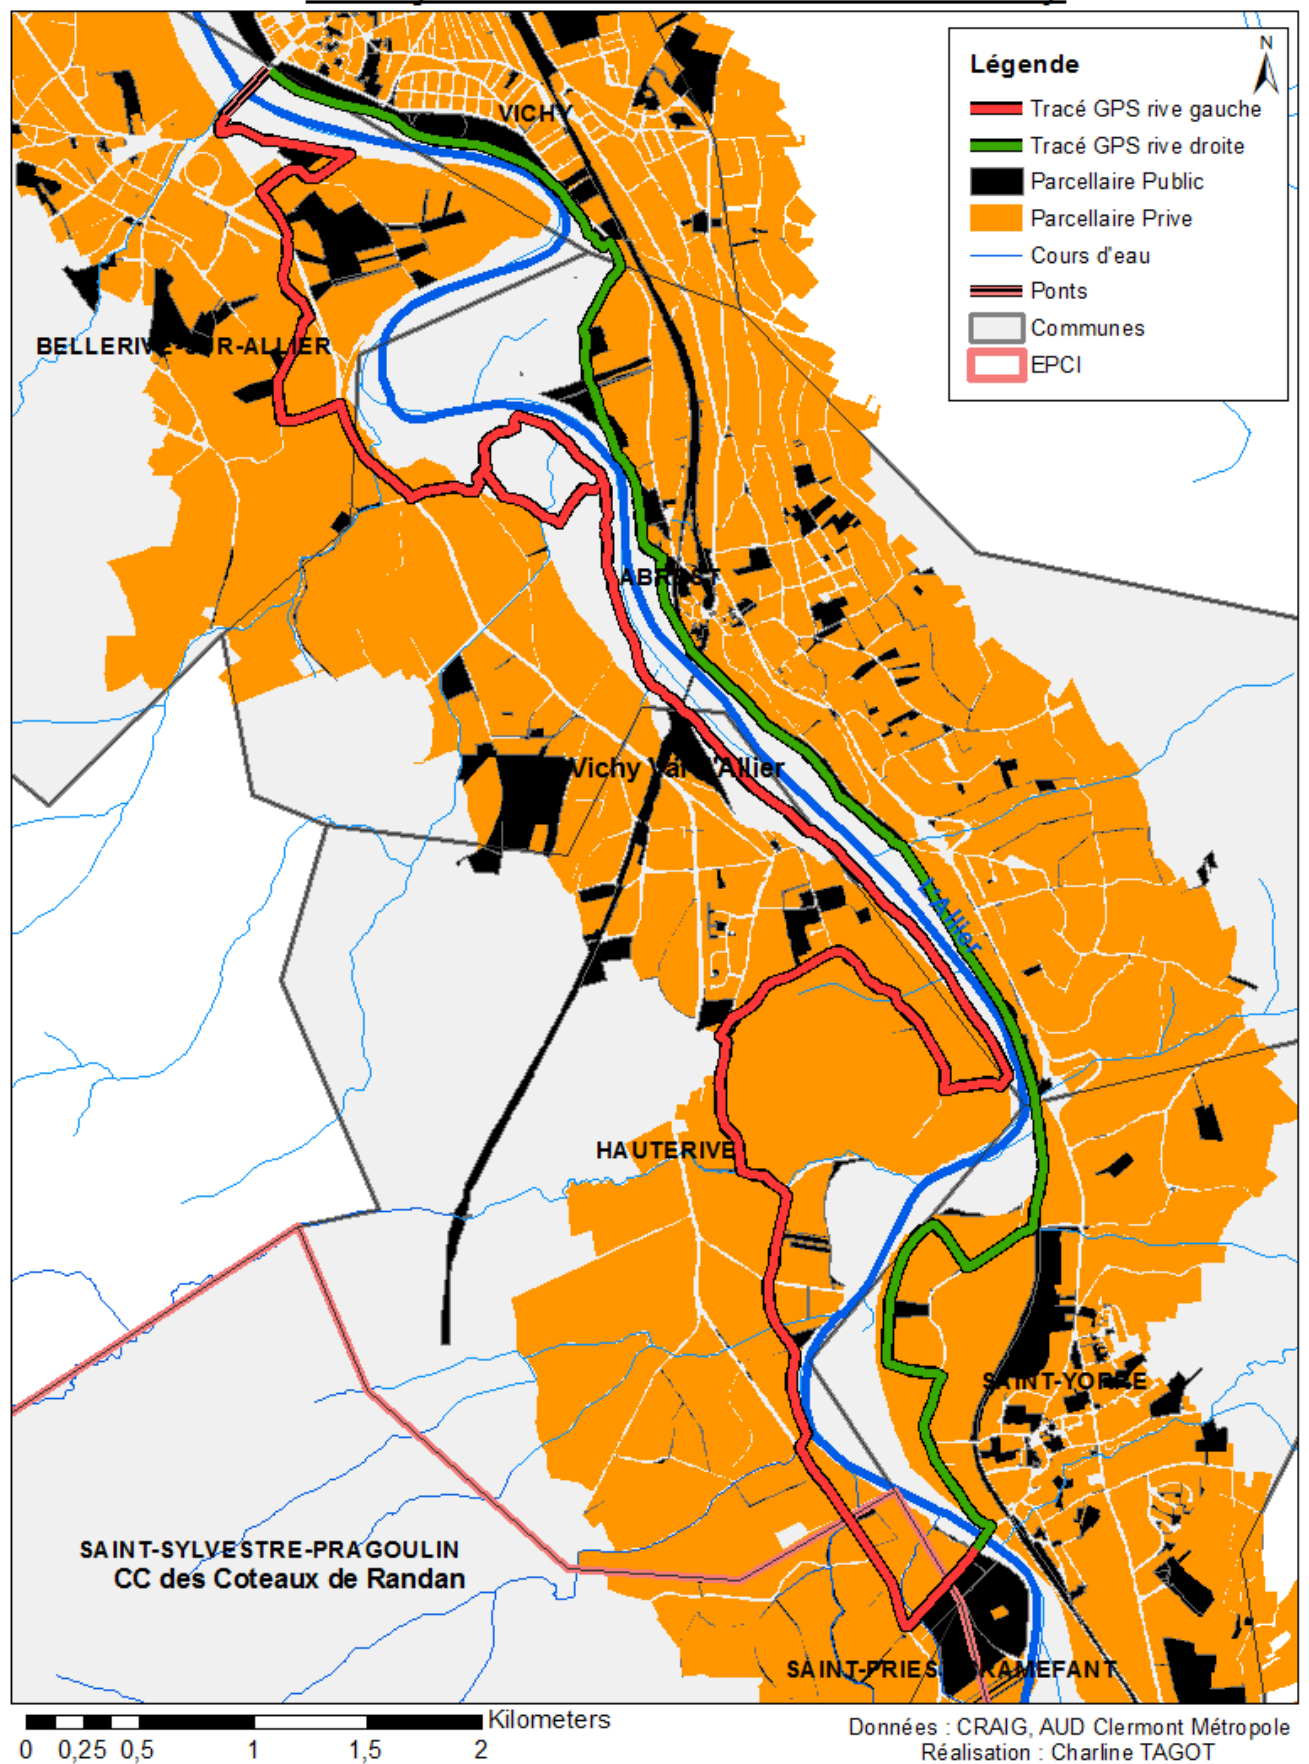 Légende
N
Tracé GPS rive gauche
Tracé GPS rive droite
Parcellaire Public
Parcellaire Prive
Cours d'eau
Ponts
Communes
EPCI
VICHY
BELLERIVE-SUR-ALLIER
ABREST
Vichy Val d'Allier
L'Allier
HAUTERIVE
SAINT-YORRE
SAINT-SYLVESTRE-PRAGOULIN
CC des Coteaux de Randan
SAINT-PRIEST-BRAMEFANT
Kilometers
0 0,25 0,5 1 1,5 2
Données : CRAIG, AUD Clermont Métropole
Réalisation : Charline TAGOT